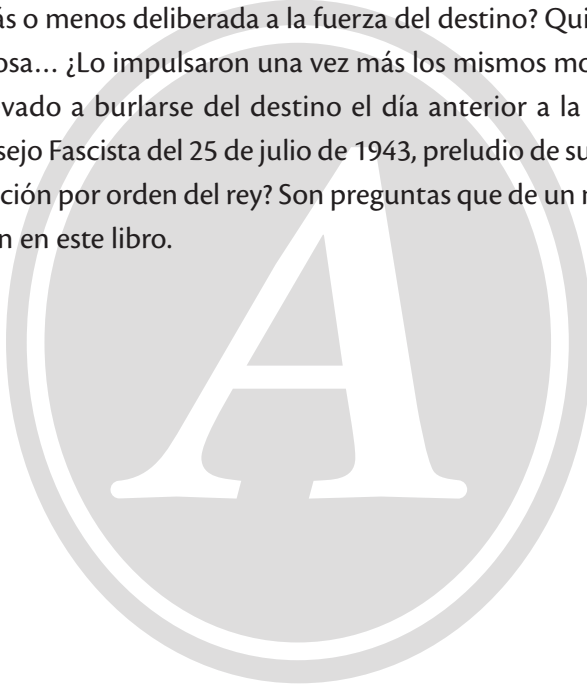 ás o menos deliberada a la fuerza del destino? Qui
osa… ¿Lo impulsaron una vez más los mismos mo
vado a burlarse del destino el día anterior a la
sejo Fascista del 25 de julio de 1943, preludio de su
ción por orden del rey? Son preguntas que de un
n en este libro.
A